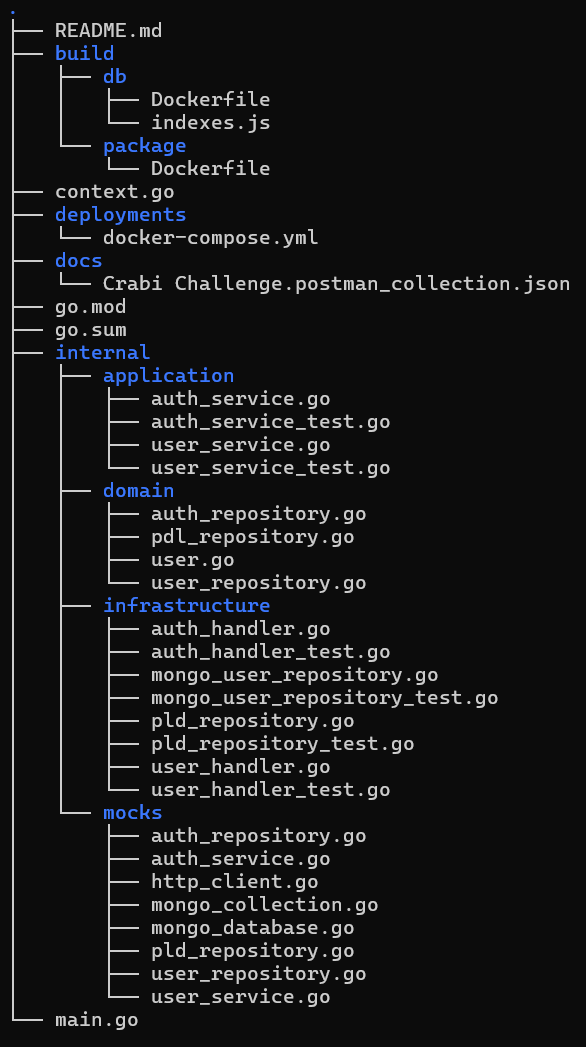 .
├── README.md
├── build
│   ├── db
│   │   ├── Dockerfile
│   │   └── indexes.js
│   └── package
│       └── Dockerfile
├── context.go
├── deployments
│   └── docker-compose.yml
├── docs
│   └── Crabi Challenge.postman_collection.json
├── go.mod
├── go.sum
├── internal
│   ├── application
│   │   ├── auth_service.go
│   │   ├── auth_service_test.go
│   │   ├── user_service.go
│   │   └── user_service_test.go
│   ├── domain
│   │   ├── auth_repository.go
│   │   ├── pdl_repository.go
│   │   ├── user.go
│   │   └── user_repository.go
│   ├── infrastructure
│   │   ├── auth_handler.go
│   │   ├── auth_handler_test.go
│   │   ├── mongo_user_repository.go
│   │   ├── mongo_user_repository_test.go
│   │   ├── pld_repository.go
│   │   ├── pld_repository_test.go
│   │   ├── user_handler.go
│   │   └── user_handler_test.go
│   └── mocks
│       ├── auth_repository.go
│       ├── auth_service.go
│       ├── http_client.go
│       ├── mongo_collection.go
│       ├── mongo_database.go
│       ├── pld_repository.go
│       ├── user_repository.go
│       └── user_service.go
└── main.go